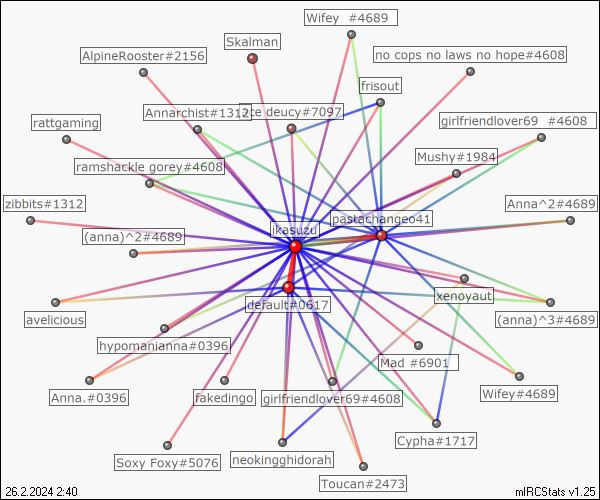 Wifey  #4689
Skalman
AlpineRooster#2156
no cops no laws no hope#4608
frisout
Annarchist#1312
ce deucy#7097
girlfriendlover69  #4608
rattgaming
Mushy#1984
ramshackle gorey#4608
zibbits#1312
Anna^2#4689
pastachangeo41
ikasuzu
(anna)^2#4689
xenoyaut
default#0617
avelicious
(anna)^3#4689
hypomanianna#0396
Mad #6901
Anna.#0396
fakedingo
girlfriendlover69#4608
Wifey#4689
Cypha#1717
Soxy Foxy#5076
neokingghidorah
Toucan#2473
26.2.2024 2:40
mIRCStats v1.25